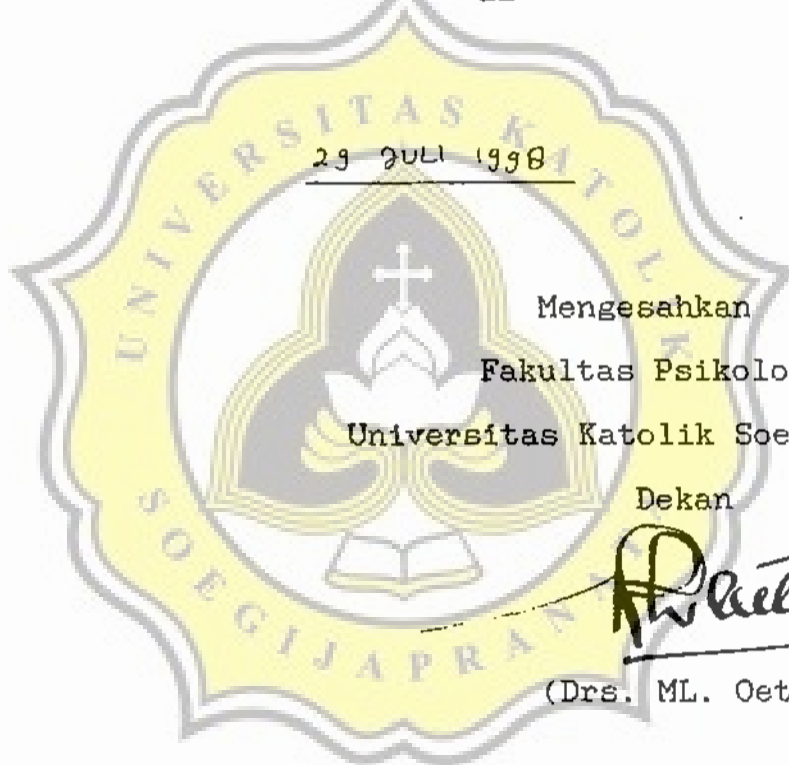 29 JULI 1998
Mengesahkan
Fakultas Psikolo
Universitas Katolik Soe
Dekan
(Drs. ML. Oet
UNIVERSITAS KATOLIK
SOEGIJAPRANATA